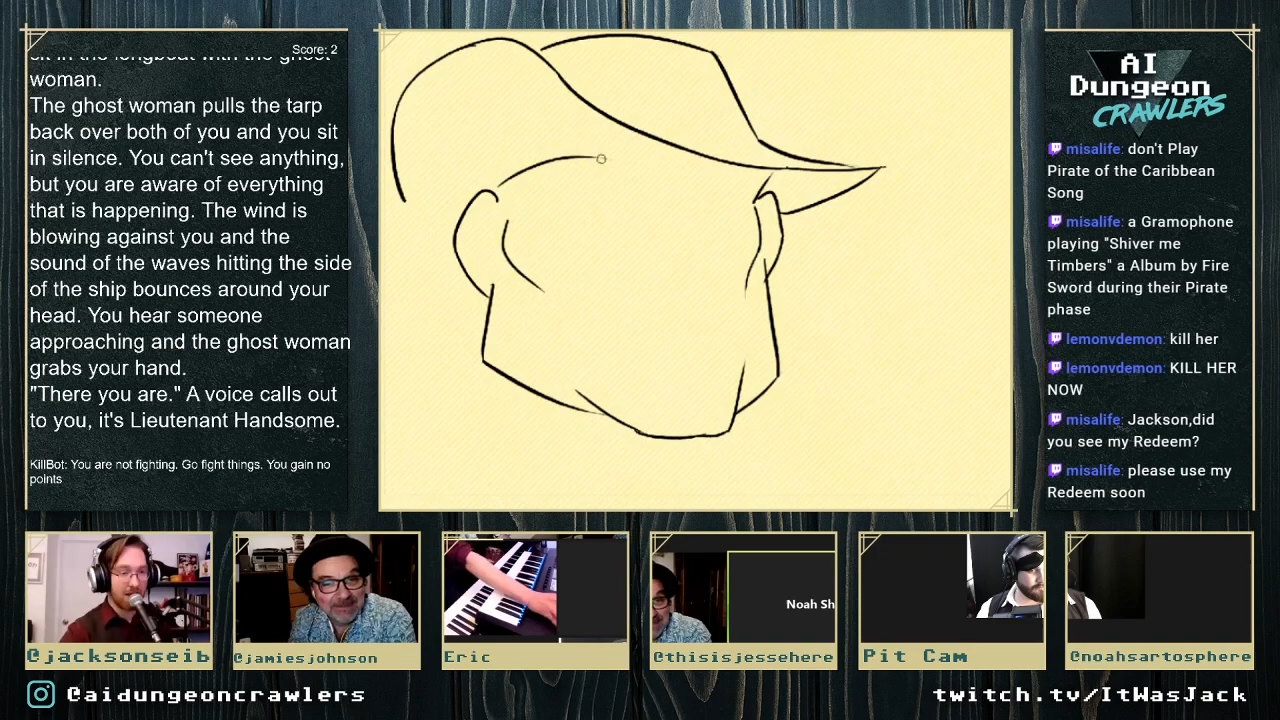 Score: 2
sit in the longboat with the ghost
woman.
The ghost woman pulls the tarp
back over both of you and you sit
in silence. You can't see anything,
but you are aware of everything
that is happening. The wind is
blowing against you and the
sound of the waves hitting the side
of the ship bounces around your
head. You hear someone
approaching and the ghost woman
grabs your hand.
"There you are." A voice calls out
to you, it's Lieutenant Handsome.
KillBot: You are not fighting. Go fight things. You gain no
points
AI
Dungeon
CRAWLERS
misalife: don't Play
Pirate of the Caribbean
Song
misalife: a Gramophone
playing "Shiver me
Timbers" a Album by Fire
Sword during their Pirate
phase
lemonvdemon: kill her
lemonvdemon: KILL HER
NOW
misalife: Jackson,did
you see my Redeem?
misalife: please use my
Redeem soon
Noah Sh
@jacksonseib
@jamiesjohnson
Eric
@thisisjessehere
Pit Cam
@noahsartosphere
@aidungeoncrawlers
twitch.tv/ItWasJack